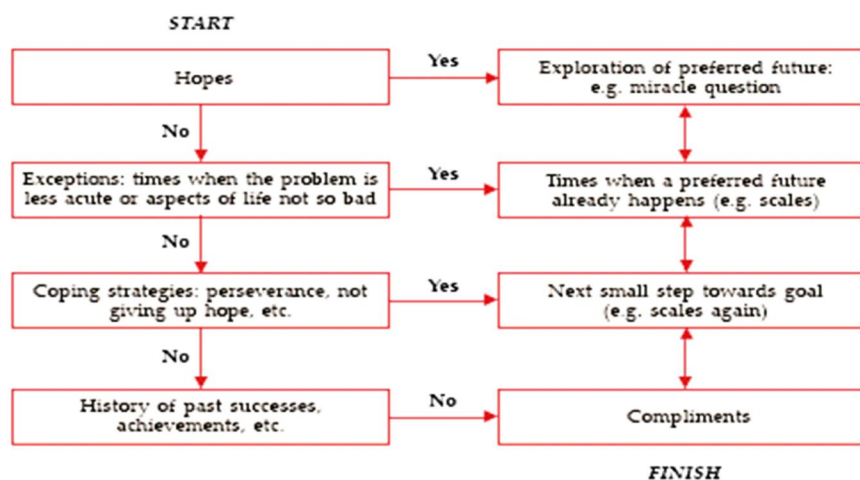 START
Hopes
Yes
Exploration of preferred future:
e.g. miracle question
No
Exceptions: times when the problem is
less acute or aspects of life not so bad
Yes
Times when a preferred future
already happens (e.g. scales)
No
Coping strategies: perseverance, not
giving up hope, etc.
Yes
Next small step towards goal
(e.g. scales again)
No
History of past successes,
achievements, etc.
No
Compliments
FINISH